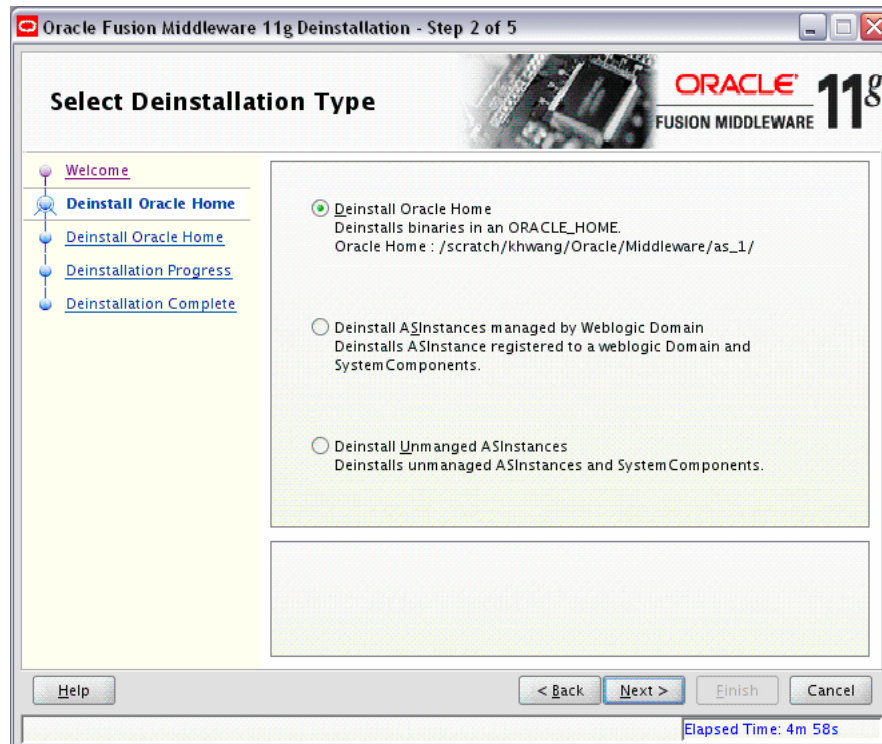 Oracle Fusion Middleware 11g Deinstallation - Step 2 of 5
Select Deinstallation Type
ORACLE
FUSION MIDDLEWARE
11g
Welcome
Deinstall Oracle Home
Deinstall Oracle Home
Deinstallation Progress
Deinstallation Complete
Deinstall Oracle Home
Deinstalls binaries in an ORACLE_HOME.
Oracle Home : /scratch/khwang/Oracle/Middleware/as_1/
Deinstall ASInstances managed by Weblogic Domain
Deinstalls ASInstance registered to a weblogic Domain and
SystemComponents.
Deinstall Unmanged ASInstances
Deinstalls unmanaged ASInstances and SystemComponents.
Help
< Back
Next >
Finish
Cancel
Elapsed Time: 4m 58s